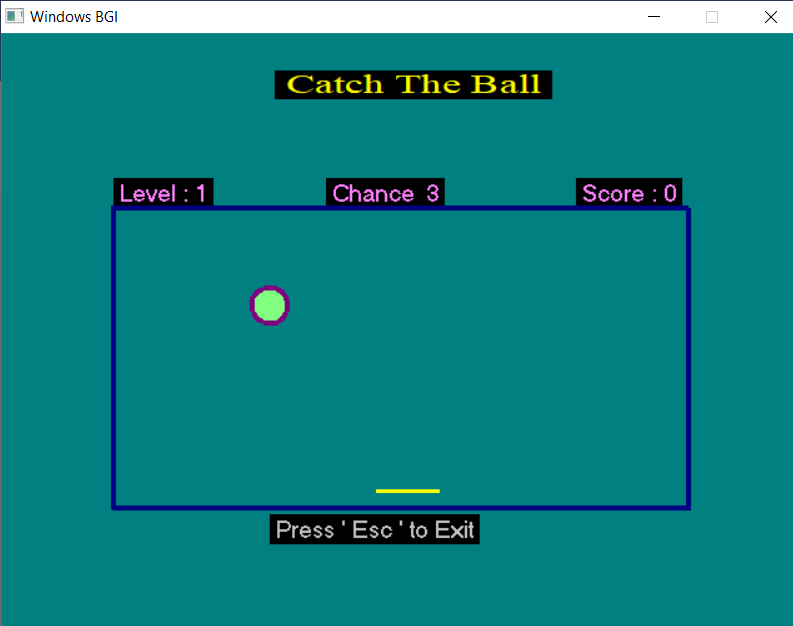 Windows BGI
Catch The Ball
Level : 1
Chance 3
Score : 0
Press ' Esc ' to Exit